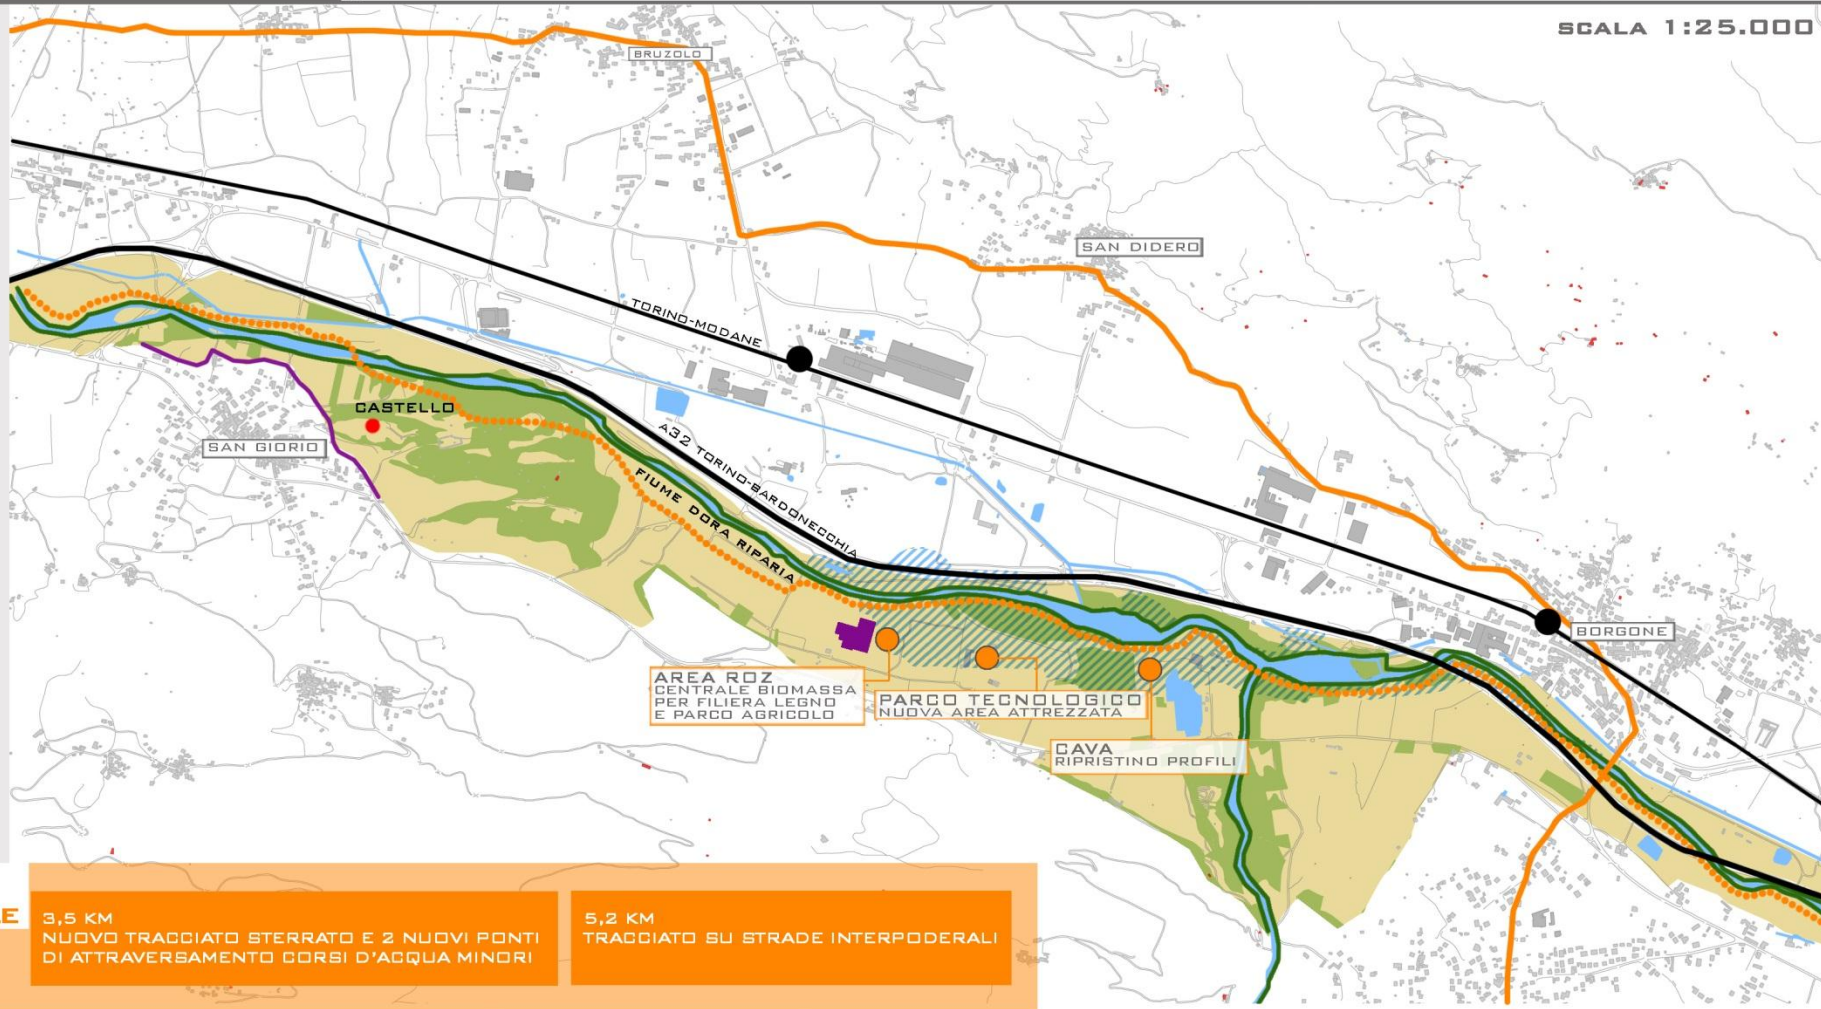 SCALA 1:25.000
BRUZOLO
SAN DIDERO
TORINO-MODANE
CASTELLO
SAN GIORIO
A32 TORINO-BARDONECCHIA
FIUME DORA RIPARIA
BORGONE
AREA ROZ
CENTRALE BIOMASSA
PER FILIERA LEGNO
E PARCO AGRICOLO
PARCO TECNOLOGICO
NUOVA AREA ATTREZZATA
CAVA
RIPRISTINO PROFILI
E
3,5 KM
NUOVO TRACCIATO STERRATO E 2 NUOVI PONTI
DI ATTRAVERSAMENTO CORSI D'ACQUA MINORI
5,2 KM
TRACCIATO SU STRADE INTERPODERALI